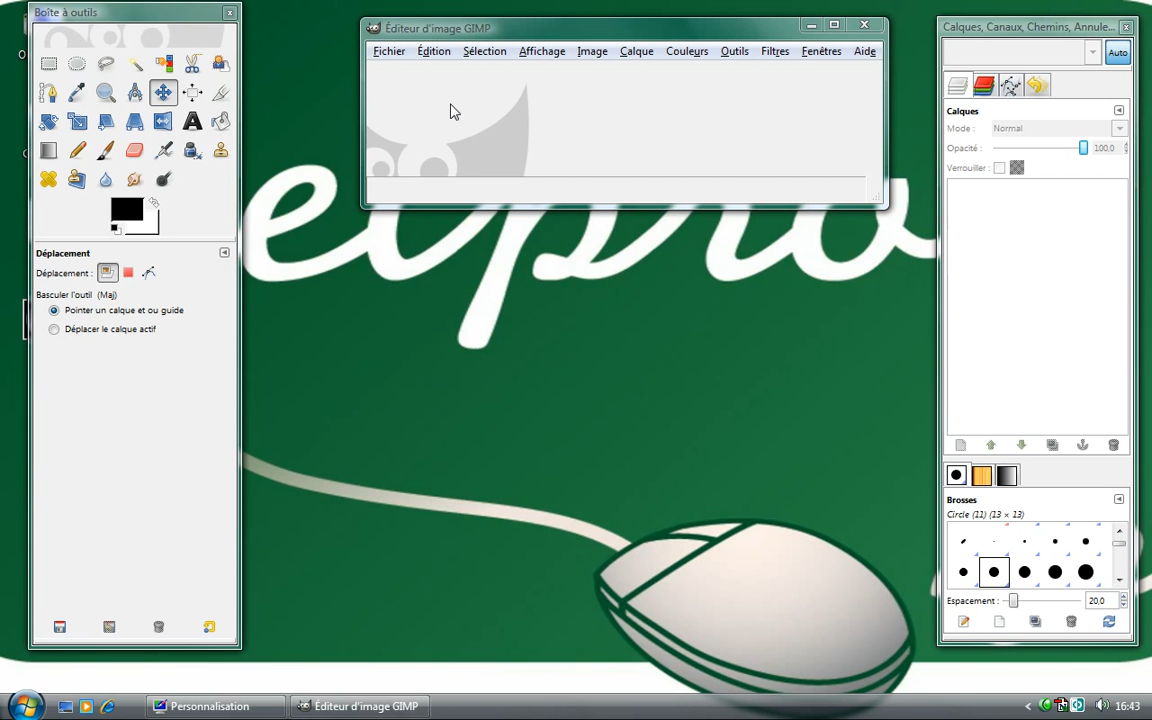 Boîte à outils
Déplacement
Déplacement :
Basculer l'outil (Maj)
Pointer un calque et ou guide
Déplacer le calque actif
Éditeur d'image GIMP
Fichier Édition Sélection Affichage Image Calque Couleurs Outils Filtres Fenêtres Aide
Calques, Canaux, Chemins, Annule...
Auto
Calques
Mode : Normal
Opacité : 100,0
Verrouiller :
Brosses
Circle (11) (13 × 13)
Espacement : 20,0
Personnalisation
Éditeur d'image GIMP
16:43